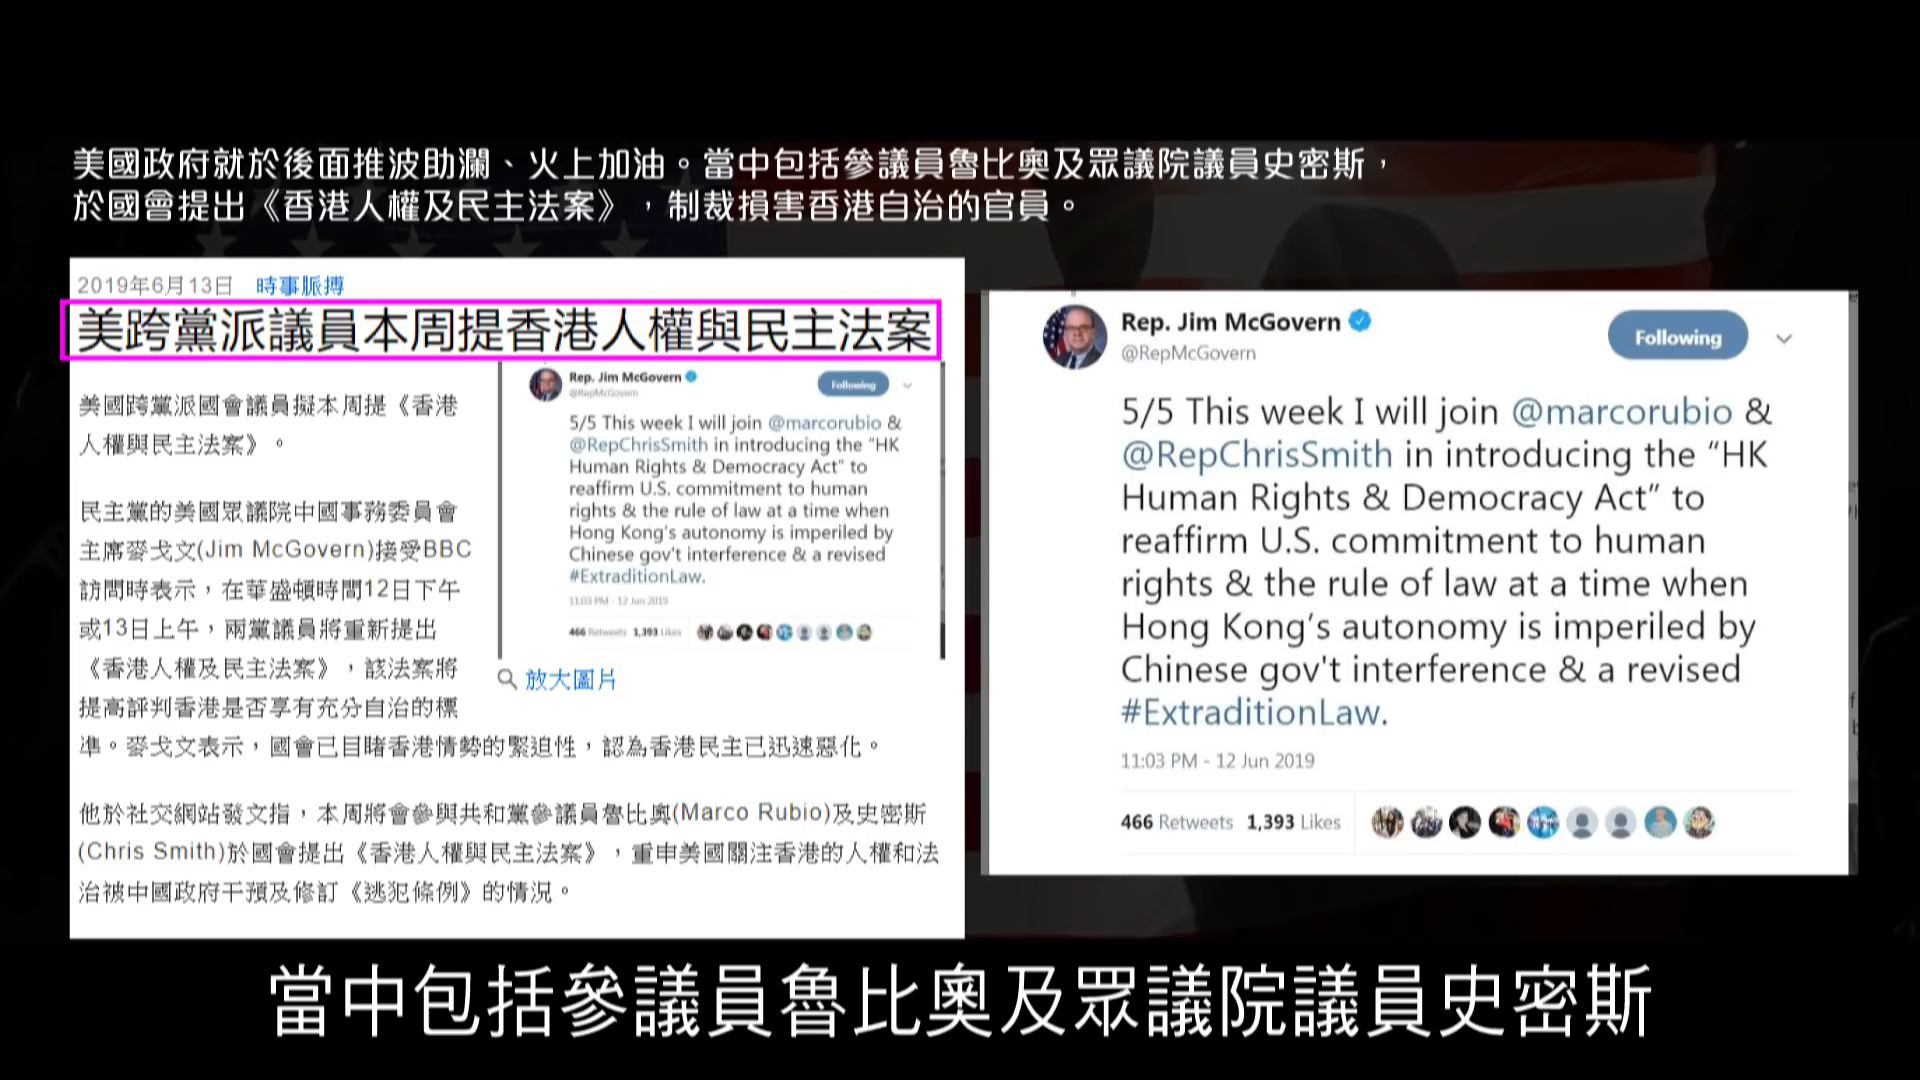 美國政府就於後面推波助瀾、火上加油。當中包括參議員魯比奧及眾議院議員史密斯，
於國會提出《香港人權及民主法案》，制裁損害香港自治的官員。
2019年6月13日 時事脈搏
美跨黨派議員本周提香港人權與民主法案
美國跨黨派國會議員擬本周提《香港
人權與民主法案》。
民主黨的美國眾議院中國事務委員會
主席麥戈文(Jim McGovern)接受BBC
訪問時表示，在華盛頓時間12日下午
或13日上午，兩黨議員將重新提出
《香港人權及民主法案》，該法案將
提高評判香港是否享有充分自治的標
準。麥戈文表示，國會已目睹香港情勢的緊迫性，認為香港民主已迅速惡化。
他於社交網站發文指，本周將會參與共和黨參議員魯比奧(Marco Rubio)及史密斯
(Chris Smith)於國會提出《香港人權與民主法案》，重申美國關注香港的人權和法
治被中國政府干預及修訂《逃犯條例》的情況。
Rep. Jim McGovern
@RepMcGovern
Following
5/5 This week I will join @marcorubio &
@RepChrisSmith in introducing the “HK
Human Rights & Democracy Act” to
reaffirm U.S. commitment to human
rights & the rule of law at a time when
Hong Kong's autonomy is imperiled by
Chinese gov't interference & a revised
#ExtraditionLaw.
11:03 PM - 12 Jun 2019
466 Retweets 1,393 Likes
放大圖片
Rep. Jim McGovern
@RepMcGovern
Following
5/5 This week I will join @marcorubio &
@RepChrisSmith in introducing the “HK
Human Rights & Democracy Act” to
reaffirm U.S. commitment to human
rights & the rule of law at a time when
Hong Kong’s autonomy is imperiled by
Chinese gov't interference & a revised
#ExtraditionLaw.
11:03 PM - 12 Jun 2019
466 Retweets 1,393 Likes
當中包括參議員魯比奧及眾議院議員史密斯